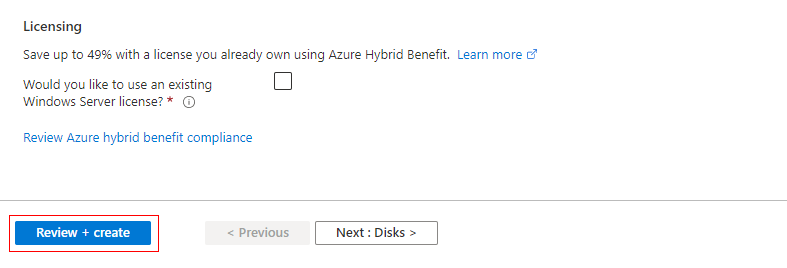 Licensing
Save up to 49% with a license you already own using Azure Hybrid Benefit. Learn more
Would you like to use an existing
Windows Server license? *
Review Azure hybrid benefit compliance
Review + create < Previous Next : Disks >